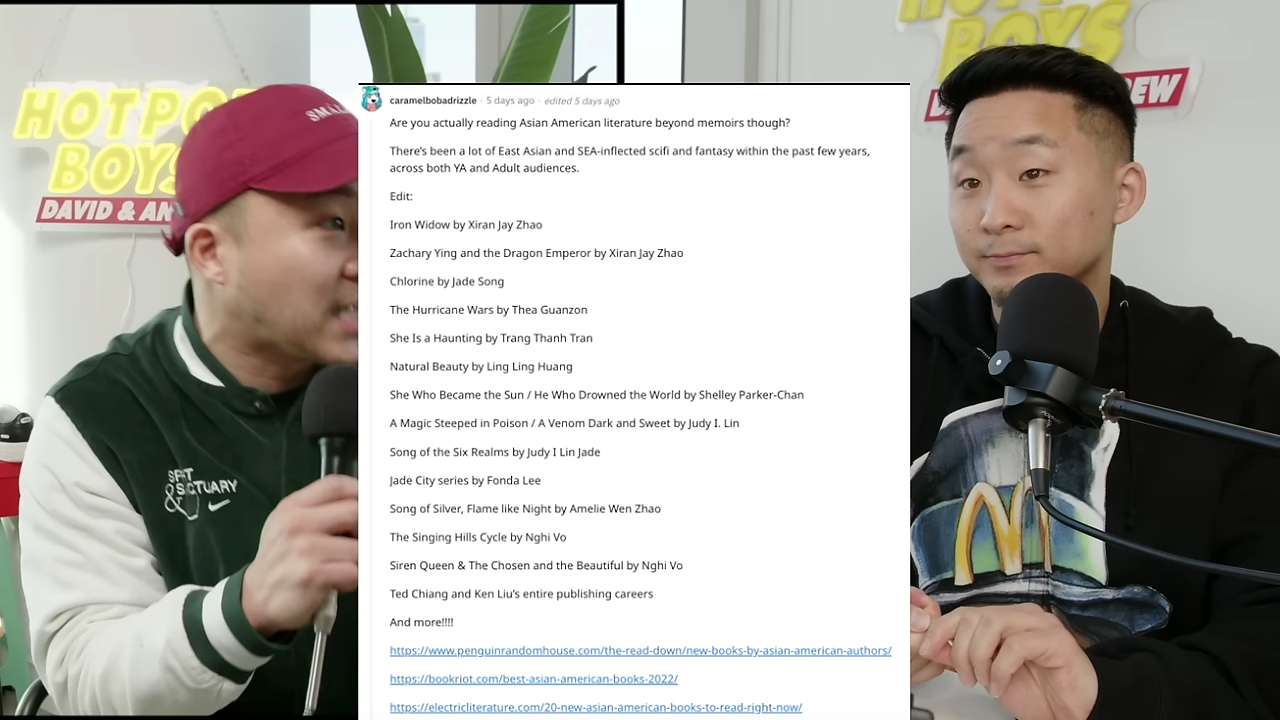 HOTPO
BOYS
DAVID & AN
SMALL
SPIRIT
& SANCTUARY
HOTPO
BOYS
DREW
caramelbobadrizzle · 5 days ago · edited 5 days ago
Are you actually reading Asian American literature beyond memoirs though?
There's been a lot of East Asian and SEA-inflected scifi and fantasy within the past few years,
across both YA and Adult audiences.
Edit:
Iron Widow by Xiran Jay Zhao
Zachary Ying and the Dragon Emperor by Xiran Jay Zhao
Chlorine by Jade Song
The Hurricane Wars by Thea Guanzon
She Is a Haunting by Trang Thanh Tran
Natural Beauty by Ling Ling Huang
She Who Became the Sun / He Who Drowned the World by Shelley Parker-Chan
A Magic Steeped in Poison / A Venom Dark and Sweet by Judy I. Lin
Song of the Six Realms by Judy I Lin Jade
Jade City series by Fonda Lee
Song of Silver, Flame like Night by Amelie Wen Zhao
The Singing Hills Cycle by Nghi Vo
Siren Queen & The Chosen and the Beautiful by Nghi Vo
Ted Chiang and Ken Liu's entire publishing careers
And more!!!!
https://www.penguinrandomhouse.com/the-read-down/new-books-by-asian-american-authors/
https://bookriot.com/best-asian-american-books-2022/
https://electricliterature.com/20-new-asian-american-books-to-read-right-now/